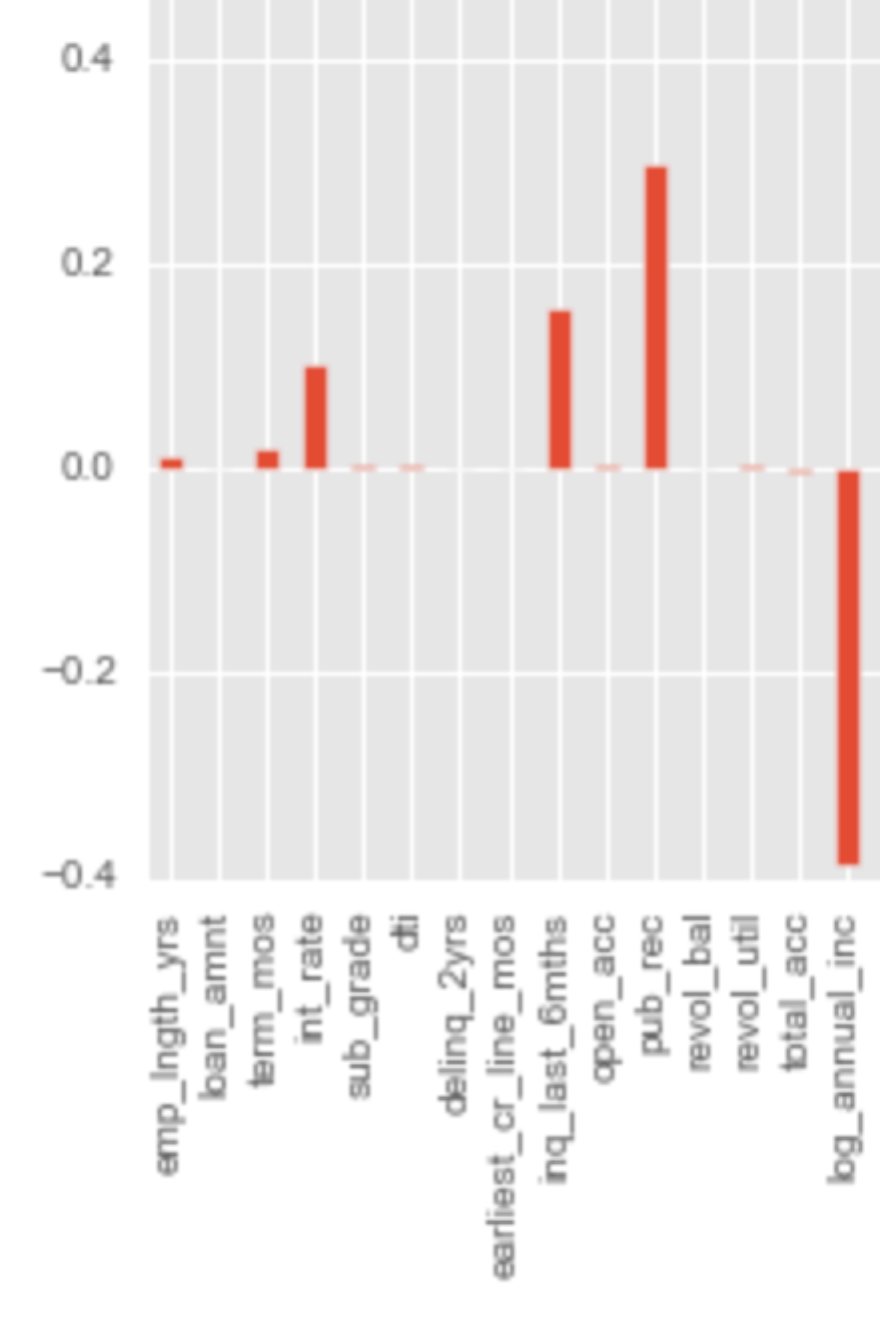 0.4
0.2
0.0
−0.2
−0.4
emp_lngth_yrs
loan_amnt
term_mos
int_rate
sub_grade
dti
delinq_2yrs
earliest_cr_line_mos
inq_last_6mths
open_acc
pub_rec
revol_bal
revol_util
total_acc
log_annual_inc